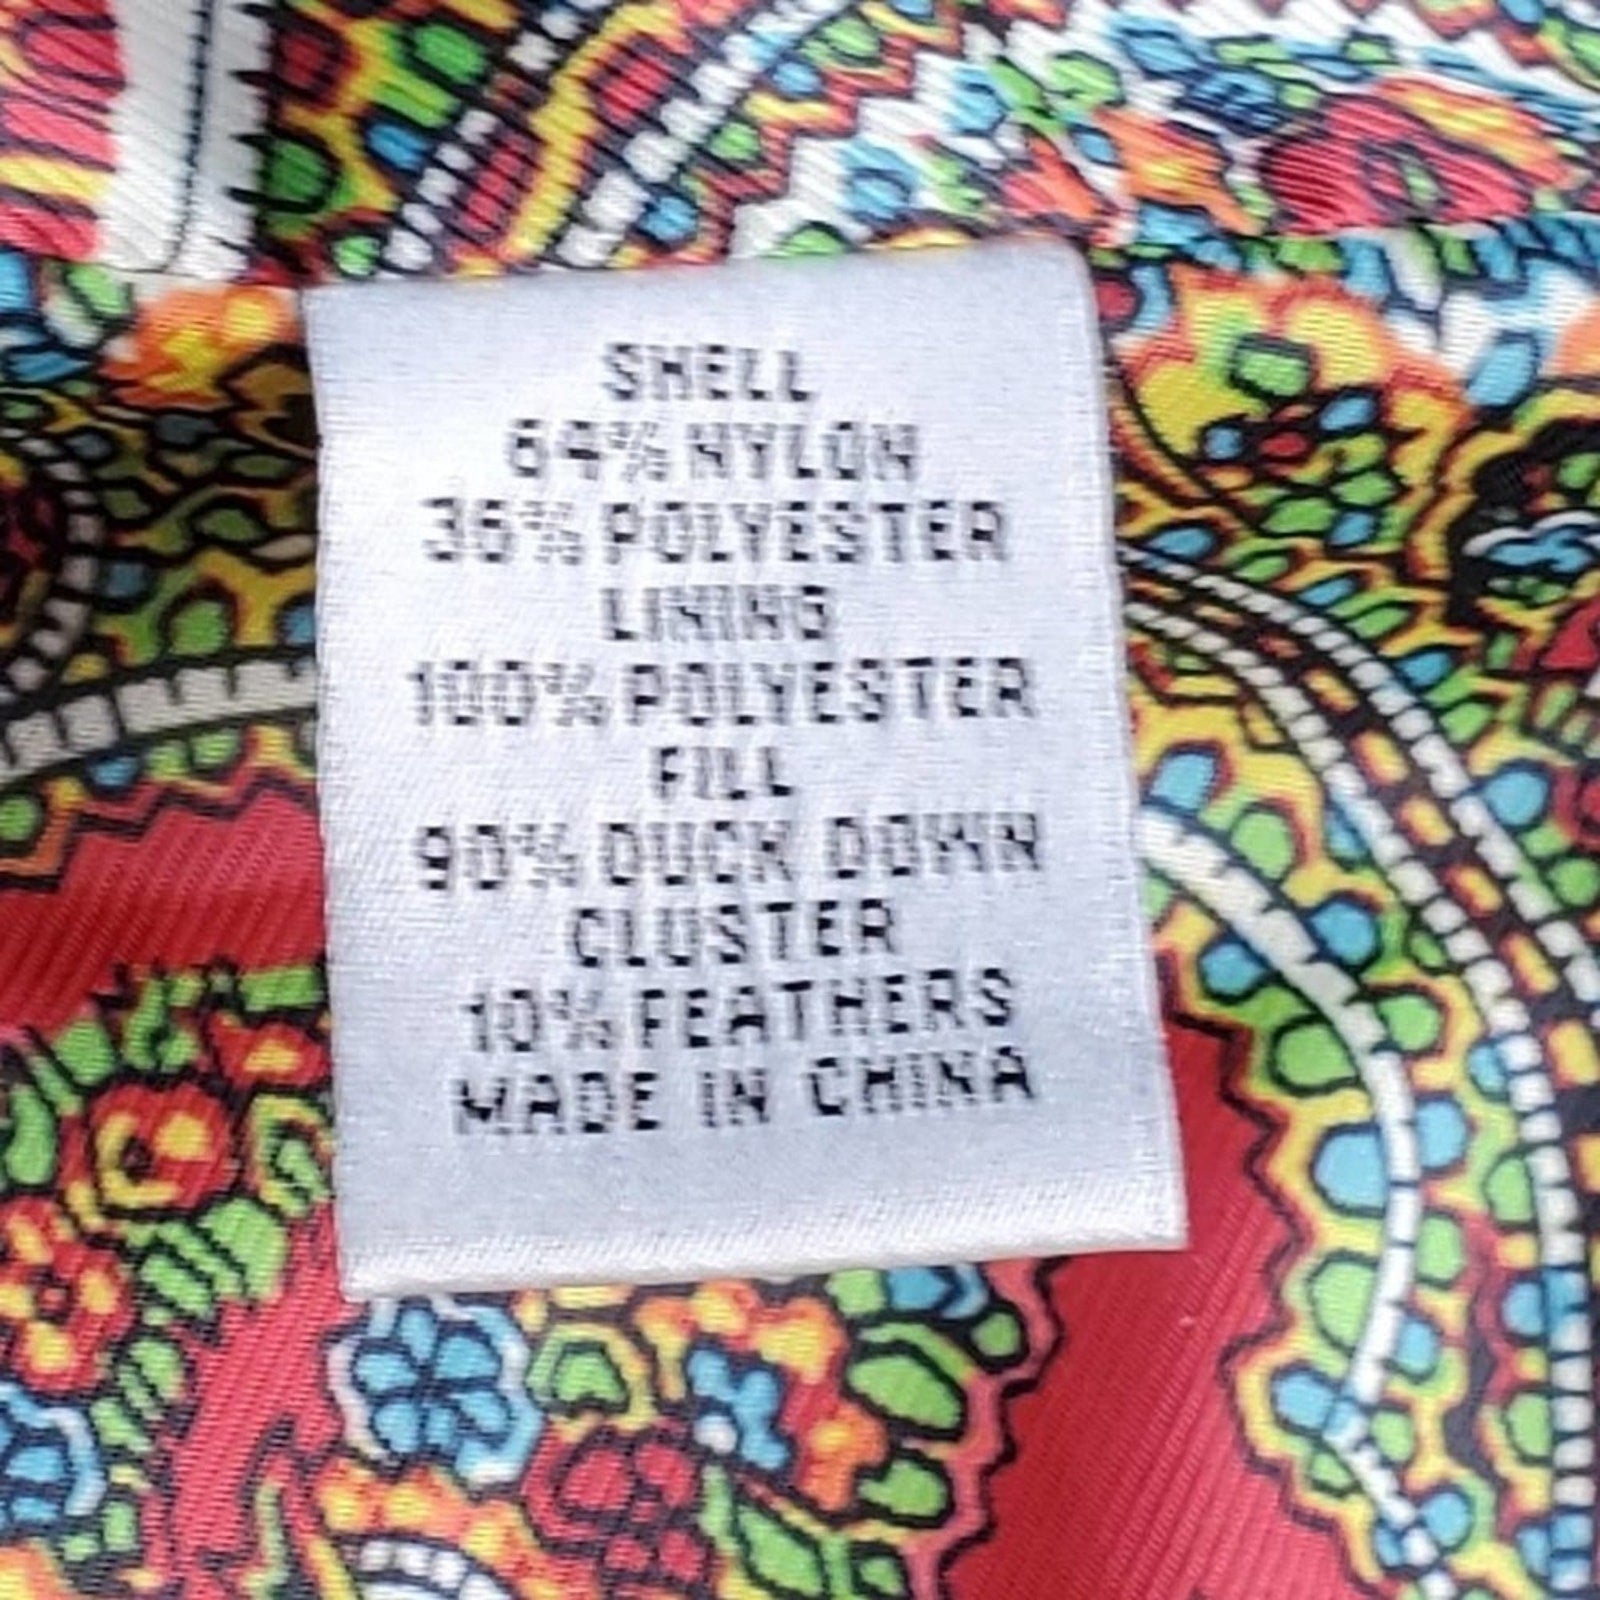 SHELL
64% NYLON
36% POLYESTER
LINING
100% POLYESTER
FILL
90% DUCK DOWN
CLUSTER
10% FEATHERS
MADE IN CHINA